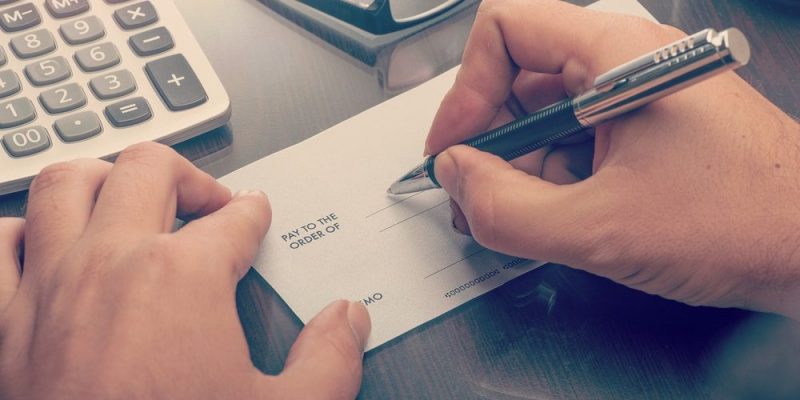 M-
×
8 9 −
5 6
1 2 3 +
00 . =
PAY TO THE
ORDER OF
MO